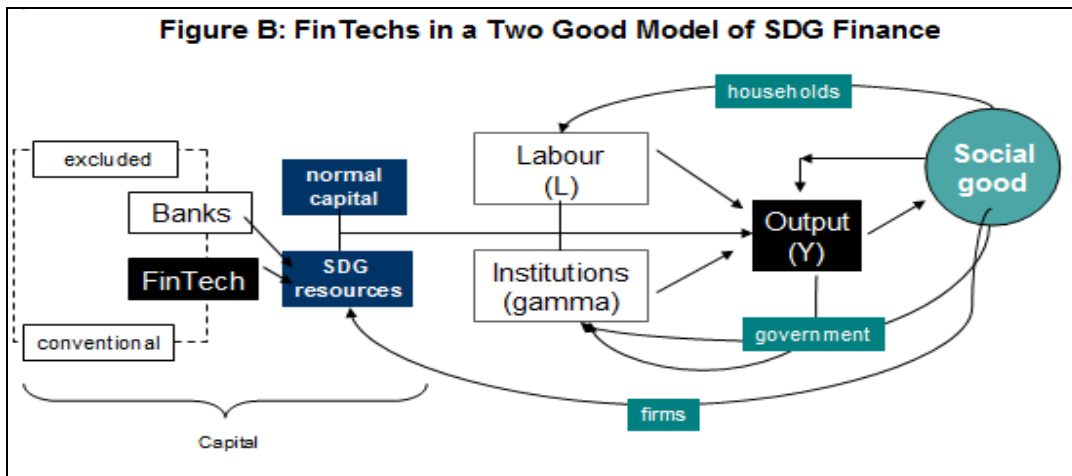 Figure B: FinTechs in a Two Good Model of SDG Finance
households
excluded
Banks
FinTech
conventional
normal
capital
SDG
resources
Labour
(L)
Institutions
(gamma)
Output
(Y)
Social
good
government
firms
Capital